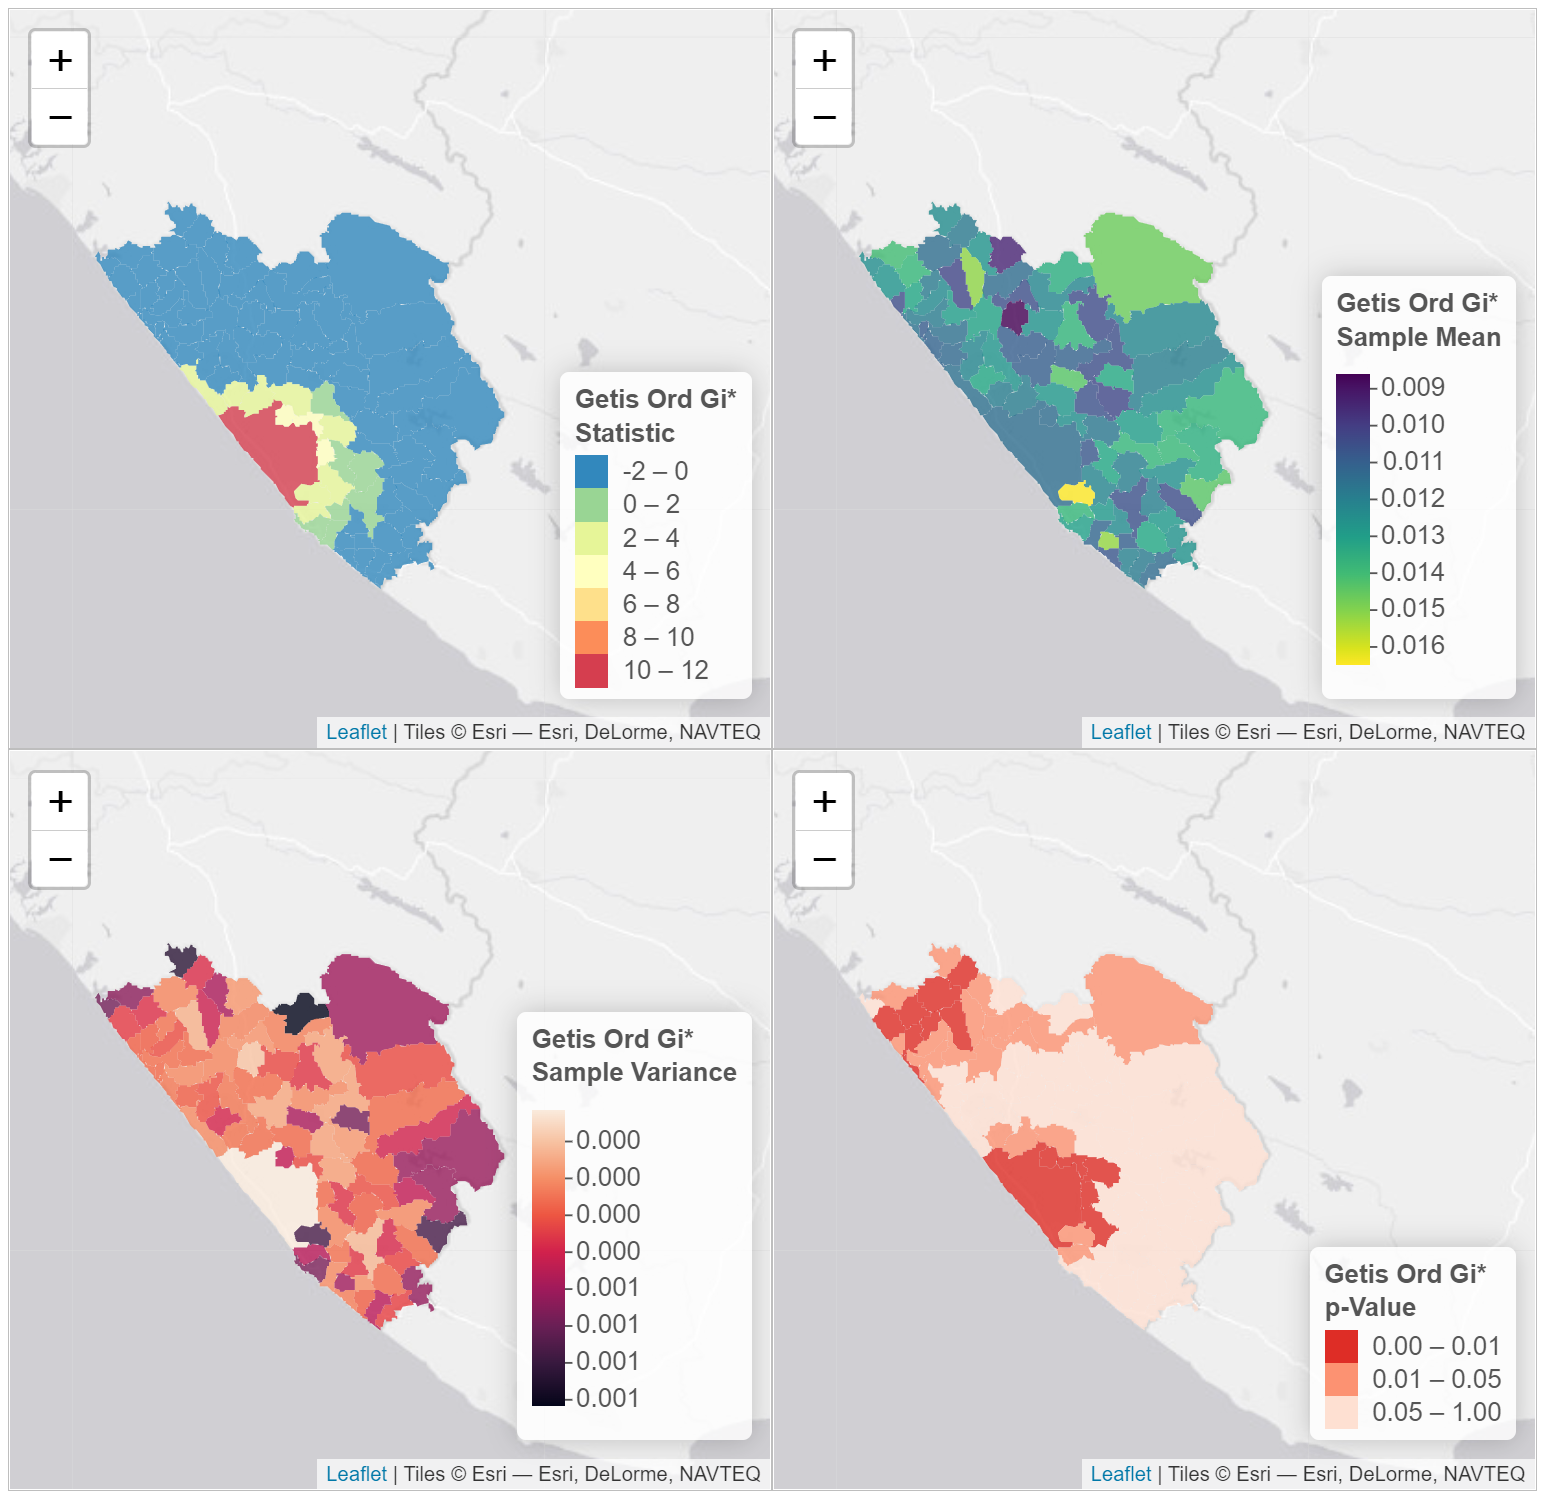 +
−
Getis Ord Gi*
Statistic
-2 – 0
0 – 2
2 – 4
4 – 6
6 – 8
8 – 10
10 – 12
Leaflet | Tiles © Esri — Esri, DeLorme, NAVTEQ
+
−
Getis Ord Gi*
Sample Mean
0.009
0.010
0.011
0.012
0.013
0.014
0.015
0.016
Leaflet | Tiles © Esri — Esri, DeLorme, NAVTEQ
+
−
Getis Ord Gi*
Sample Variance
0.000
0.000
0.000
0.000
0.001
0.001
0.001
0.001
Leaflet | Tiles © Esri — Esri, DeLorme, NAVTEQ
+
−
Getis Ord Gi*
p-Value
0.00 – 0.01
0.01 – 0.05
0.05 – 1.00
Leaflet | Tiles © Esri — Esri, DeLorme, NAVTEQ